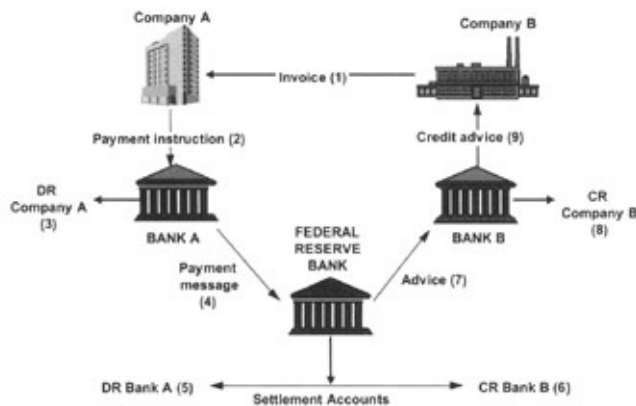 Company A
Company B
Invoice (1)
Payment instruction (2)
Credit advice (9)
DR
Company A
(3)
CR
Company B
(8)
BANK A
FEDERAL
RESERVE
BANK
BANK B
Payment
message
(4)
Advice (7)
DR Bank A (5)
CR Bank B (6)
Settlement Accounts